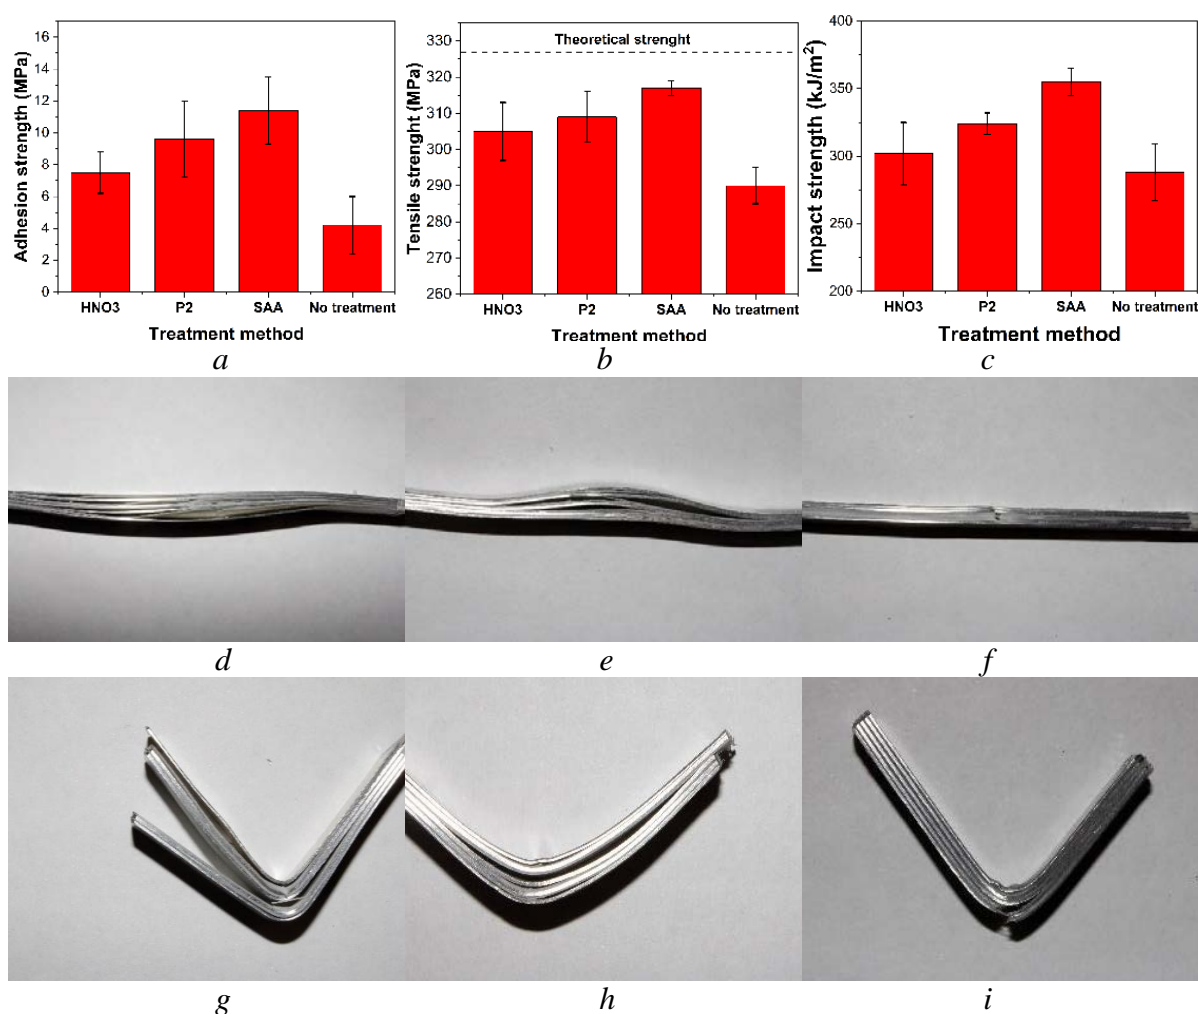 Adhesion strength (MPa)
16
14
12
10
8
6
4
2
0
HNO3 P2 SAA No treatment
Treatment method
a
Tensile strenght (MPa)
330
320
310
305
300
290
280
270
260
Theoretical strenght
HNO3 P2 SAA No treatment
Treatment method
b
Impact strength (kJ/m²)
400
350
300
250
200
HNO3 P2 SAA No treatment
Treatment method
c
d e f
g h i